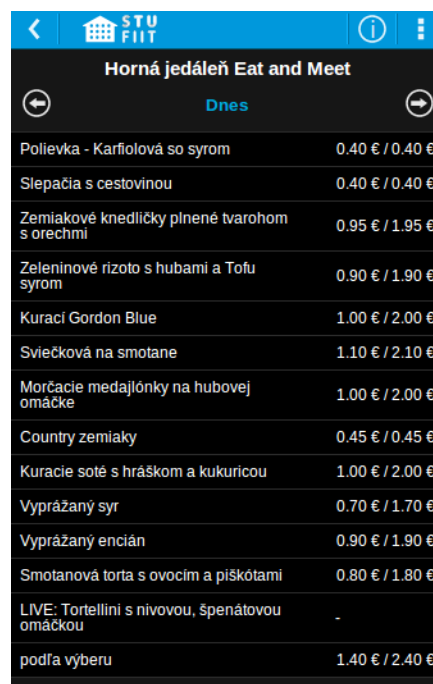 STU
FIIT
Horná jedáleň Eat and Meet
Dnes
Polievka - Karfiolová so syrom 0.40 € / 0.40 €
Slepačia s cestovinou 0.40 € / 0.40 €
Zemiakové knedličky plnené tvarohom
s orechmi 0.95 € / 1.95 €
Zeleninové rizoto s hubami a Tofu
syrom 0.90 € / 1.90 €
Kurací Gordon Blue 1.00 € / 2.00 €
Sviečková na smotane 1.10 € / 2.10 €
Morčacie medajlónky na hubovej
omáčke 1.00 € / 2.00 €
Country zemiaky 0.45 € / 0.45 €
Kuracie soté s hráškom a kukuricou 1.00 € / 2.00 €
Vyprážaný syr 0.70 € / 1.70 €
Vyprážaný encián 0.90 € / 1.90 €
Smotanová torta s ovocím a piškótami 0.80 € / 1.80 €
LIVE: Tortellini s nivovou, špenátovou
omáčkou -
podľa výberu 1.40 € / 2.40 €